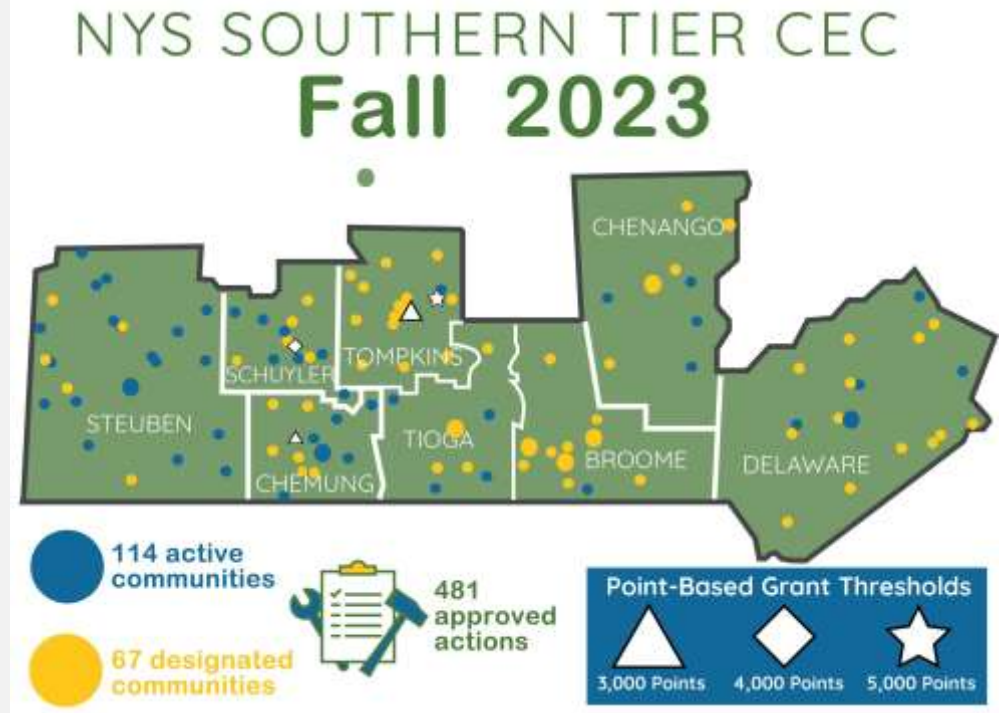 NYS SOUTHERN TIER CEC
Fall 2023
CHENANGO
TOMPKINS
SCHUYLER
STEUBEN
TIOGA
CHEMUNG
BROOME
DELAWARE
114 active
communities
67 designated
communities
481
approved
actions
Point-Based Grant Thresholds
3,000 Points
4,000 Points
5,000 Points